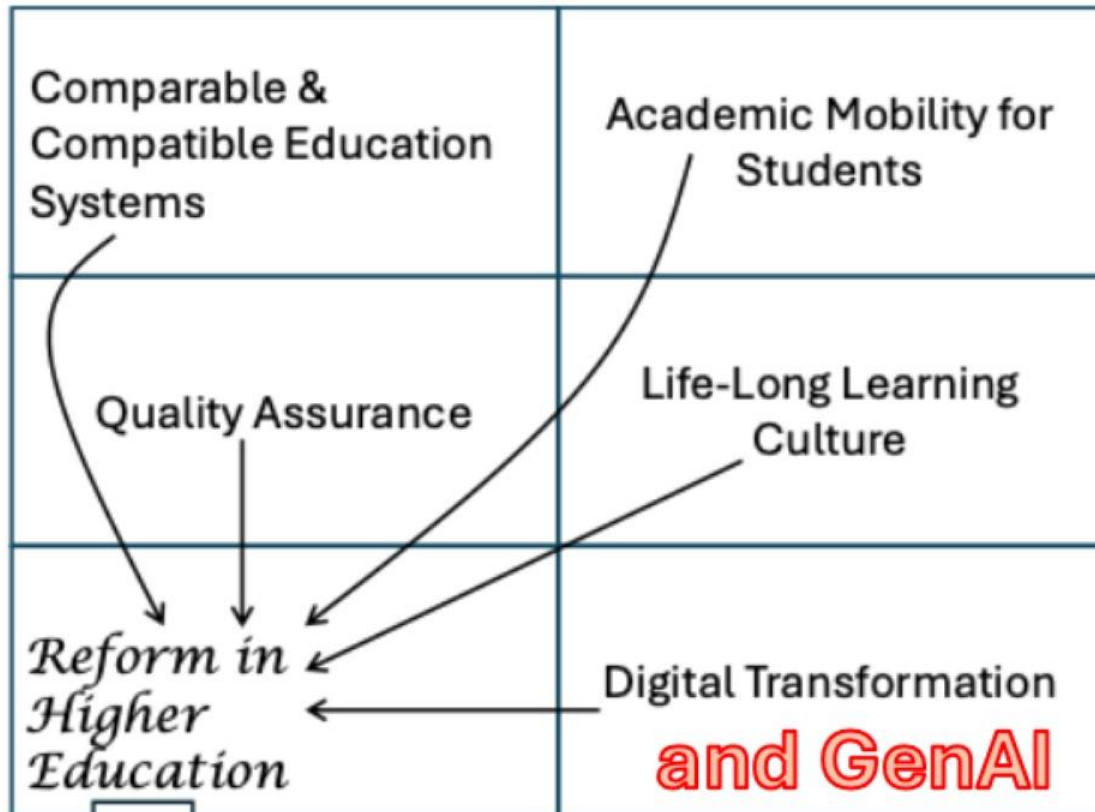 Comparable &
Compatible Education
Systems
Academic Mobility for
Students
Quality Assurance
Life-Long Learning
Culture
Reform in
Higher
Education
Digital Transformation
and GenAI